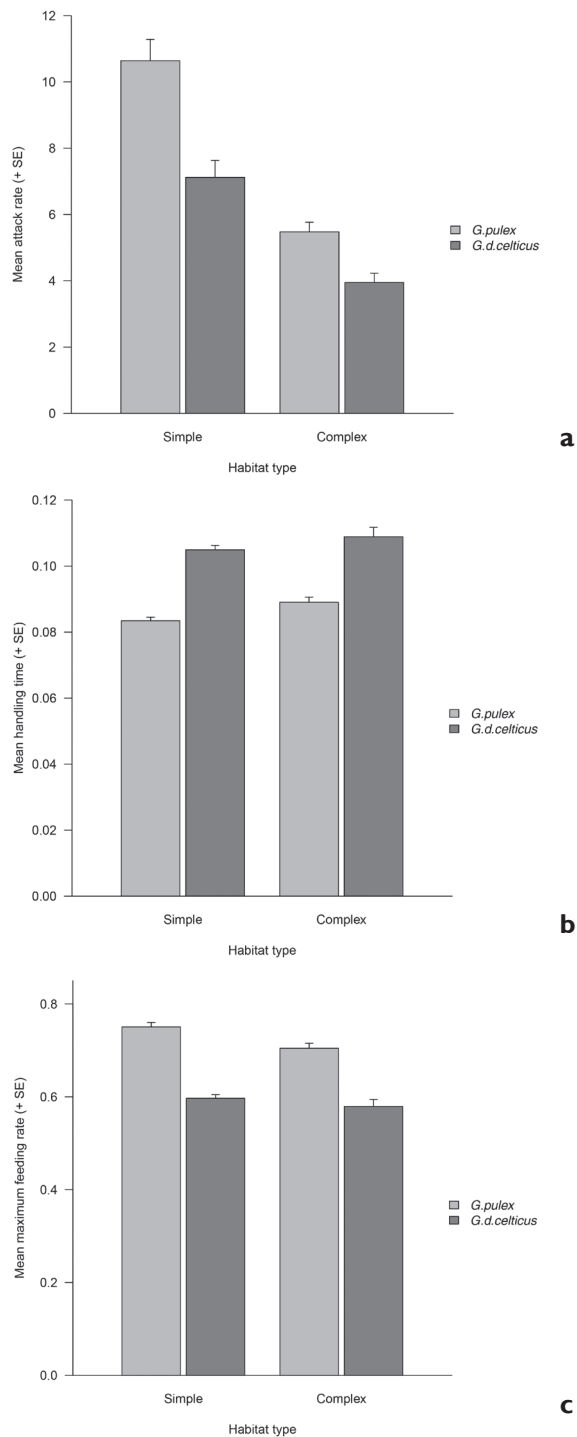 12
10
8
6
4
2
0
Mean attack rate (+ SE)
G.pulex
G.d.celticus
Simple
Complex
Habitat type
a
0.12
0.10
0.08
0.06
0.04
0.02
0.00
Mean handling time (+ SE)
G.pulex
G.d.celticus
Simple
Complex
Habitat type
b
0.8
0.6
0.4
0.2
0.0
Mean maximum feeding rate (+ SE)
G.pulex
G.d.celticus
Simple
Complex
Habitat type
c